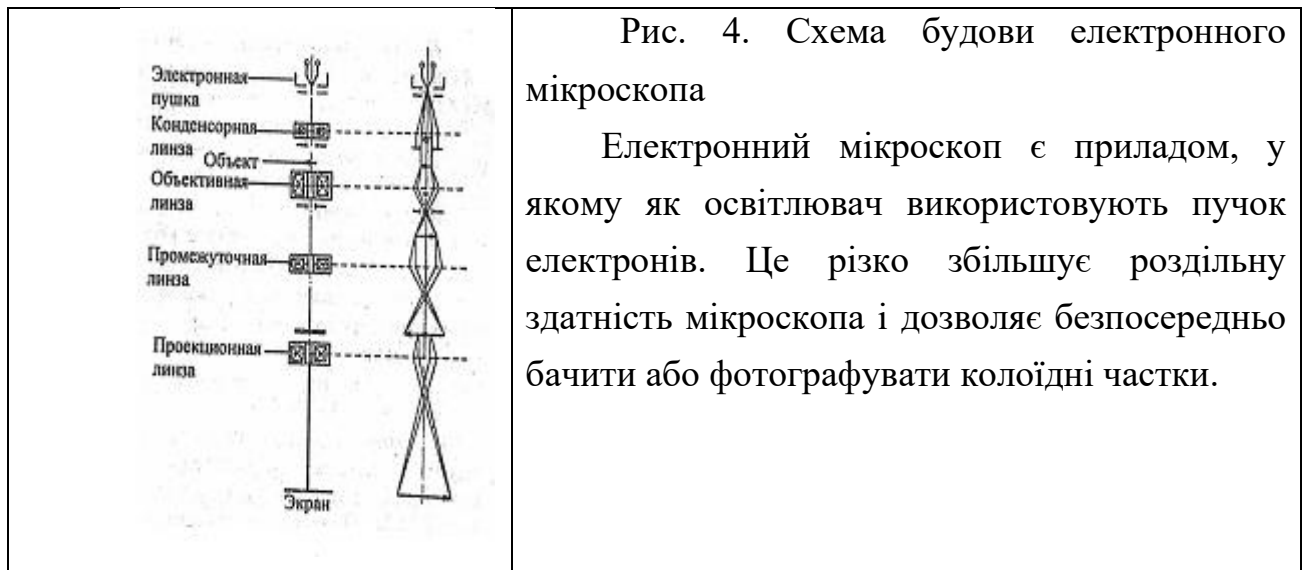 Электронная
пушка
Конденсорная
линза
Объект
Объективная
линза
Промежуточная
линза
Проекционная
линза
Экран
Рис. 4. Схема будови електронного
мікроскопа
Електронний мікроскоп є приладом, у
якому як освітлювач використовують пучок
електронів. Це різко збільшує роздільну
здатність мікроскопа і дозволяє безпосередньо
бачити або фотографувати колоїдні частки.